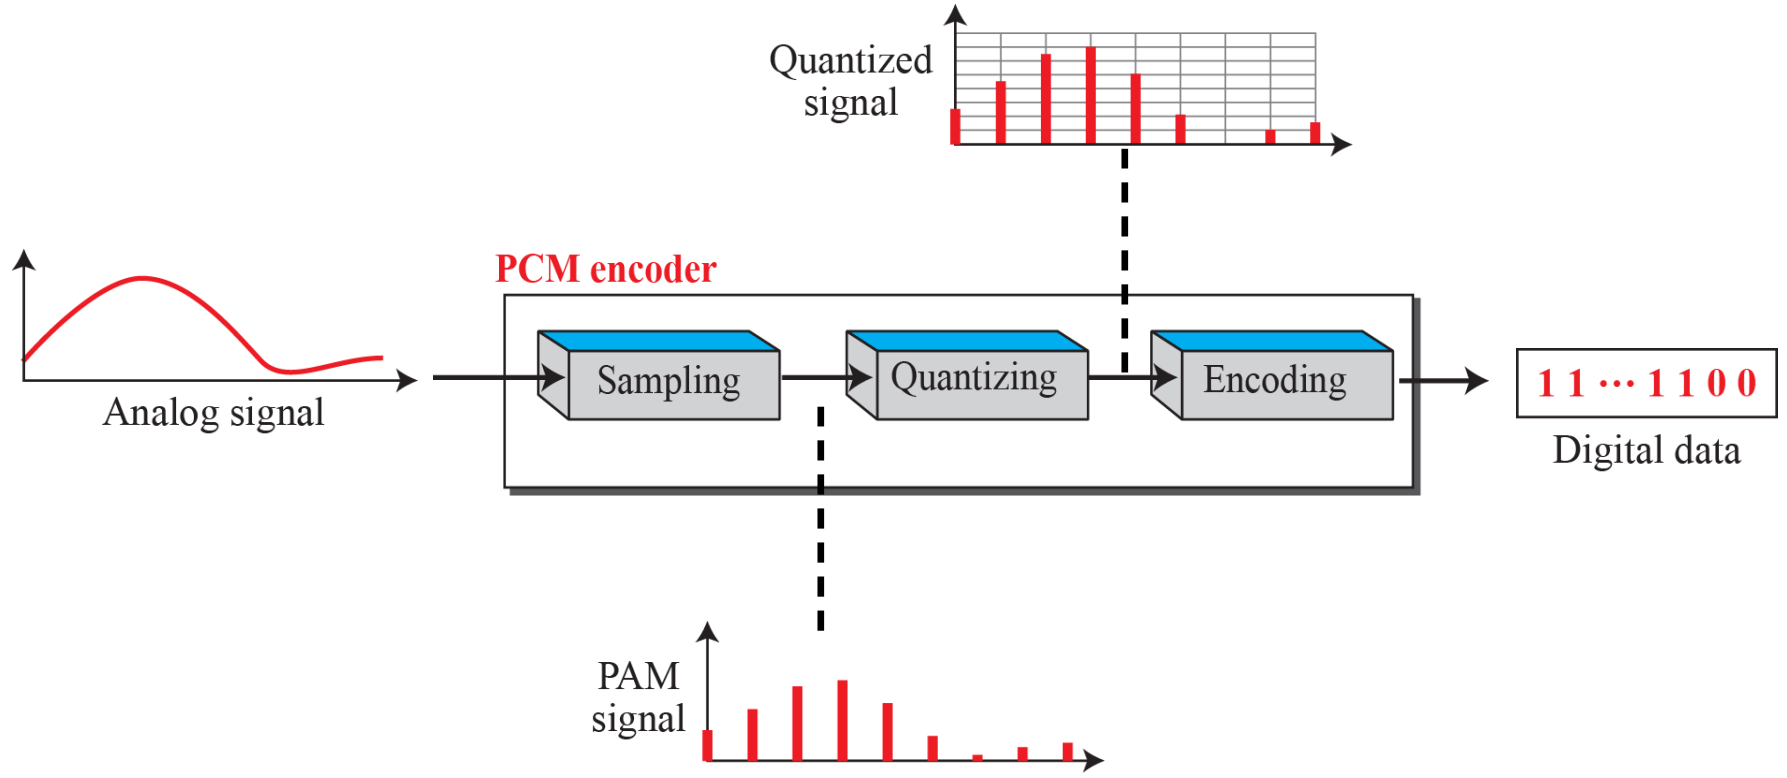 Quantized
signal
PCM encoder
Sampling
Quantizing
Encoding
1 1 ··· 1 1 0 0
Analog signal
Digital data
PAM
signal